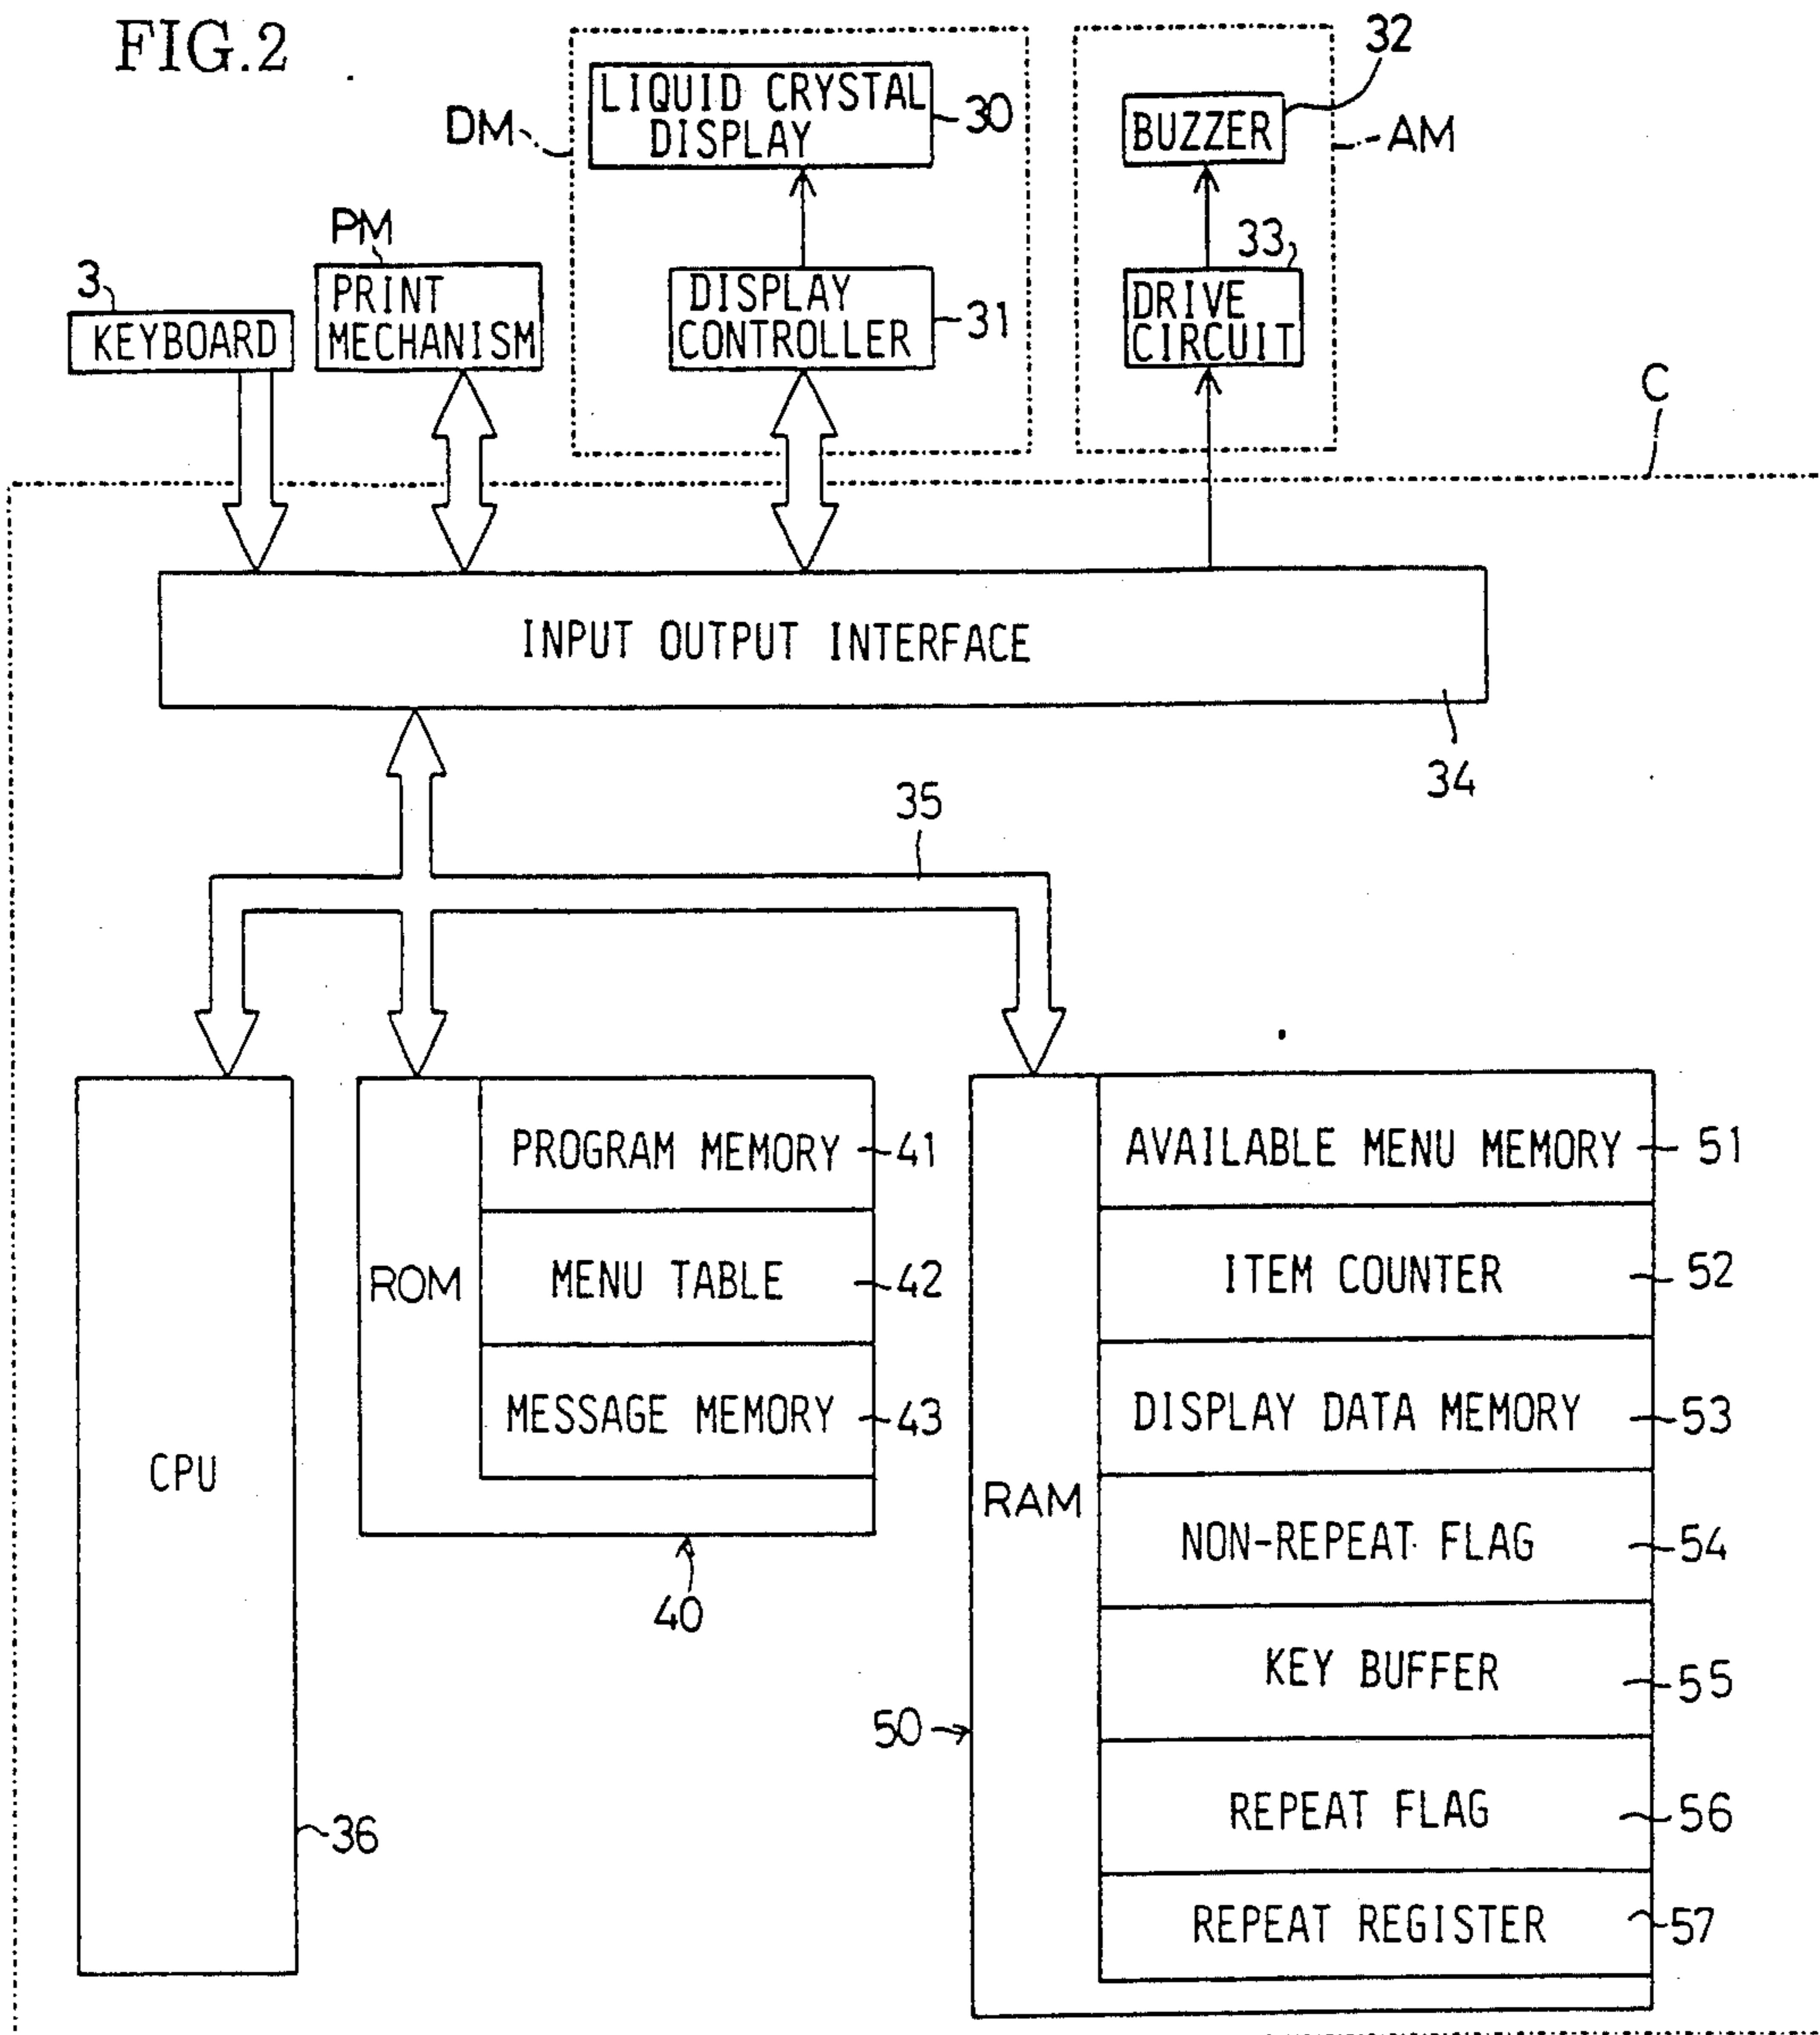 FIG.2
32
LIQUID CRYSTAL
DISPLAY
30
DM
BUZZER
AM
PM
3
KEYBOARD
PRINT
MECHANISM
DISPLAY
CONTROLLER
31
33
DRIVE
CIRCUIT
C
INPUT OUTPUT INTERFACE
34
35
CPU
36
ROM
PROGRAM MEMORY
41
MENU TABLE
42
MESSAGE MEMORY
43
40
RAM
50
AVAILABLE MENU MEMORY
51
ITEM COUNTER
52
DISPLAY DATA MEMORY
53
NON-REPEAT FLAG
54
KEY BUFFER
55
REPEAT FLAG
56
REPEAT REGISTER
57